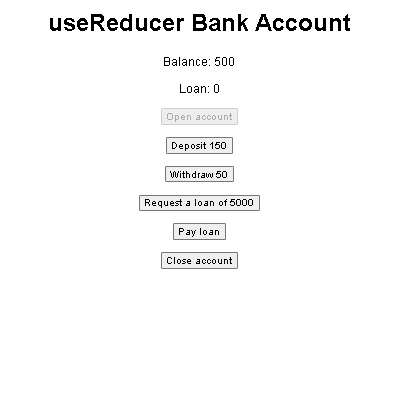 useReducer Bank Account
Balance: 500
Loan: 0
Open account
Deposit 150
Withdraw 50
Request a loan of 5000
Pay loan
Close account